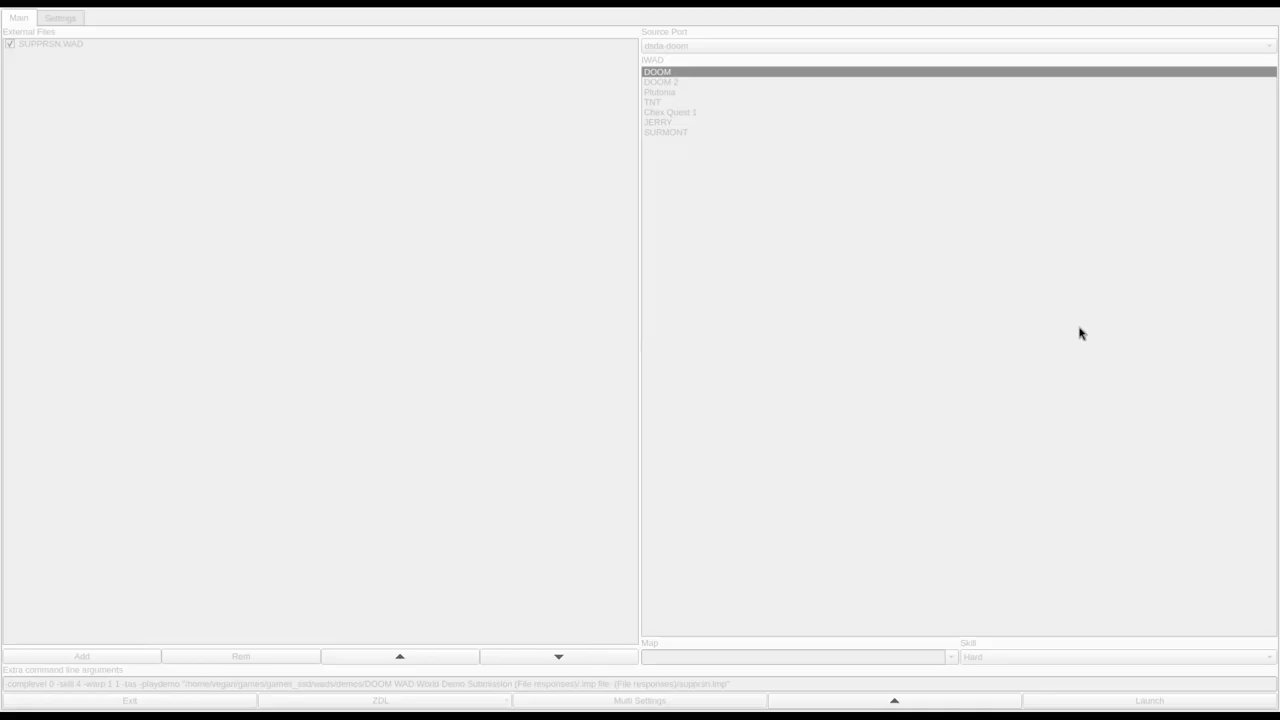 Main Settings
External Files
SUPPRSN.WAD
Source Port
dsda-doom
IWAD
DOOM
DOOM 2
Plutonia
TNT
Chex Quest 1
JERRY
SURMONT
Map
Skill
Hard
Add
Rem
Extra command line arguments
complevel 0 -skill 4 -warp 1 1 -tas -playdemo "/home/vegan/games/gamei_ssd/wads/demos/DOOM WAD World Demo Submission (File responses)/.lmp file (File responses)/supprsn.lmp"
Exit
ZDL
Multi Settings
Launch